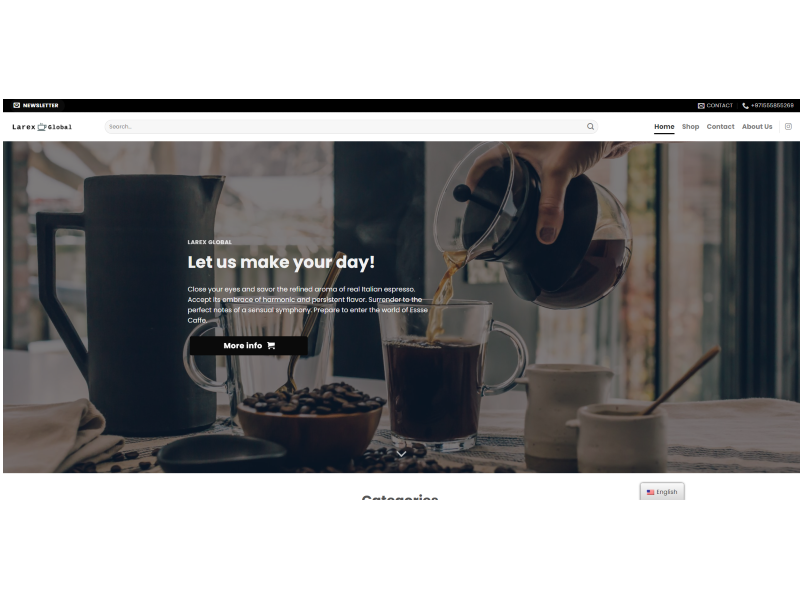 NEWSLETTER
CONTACT
+971555855269
Larex Global
Search...
Home
Shop
Contact
About Us
LAREX GLOBAL
Let us make your day!
Close your eyes and savor the refined aroma of real Italian espresso.
Accept its embrace of harmonic and persistent flavor. Surrender to the
perfect notes of a sensual symphony. Prepare to enter the world of Essse
Caffe.
More info
Categories
English